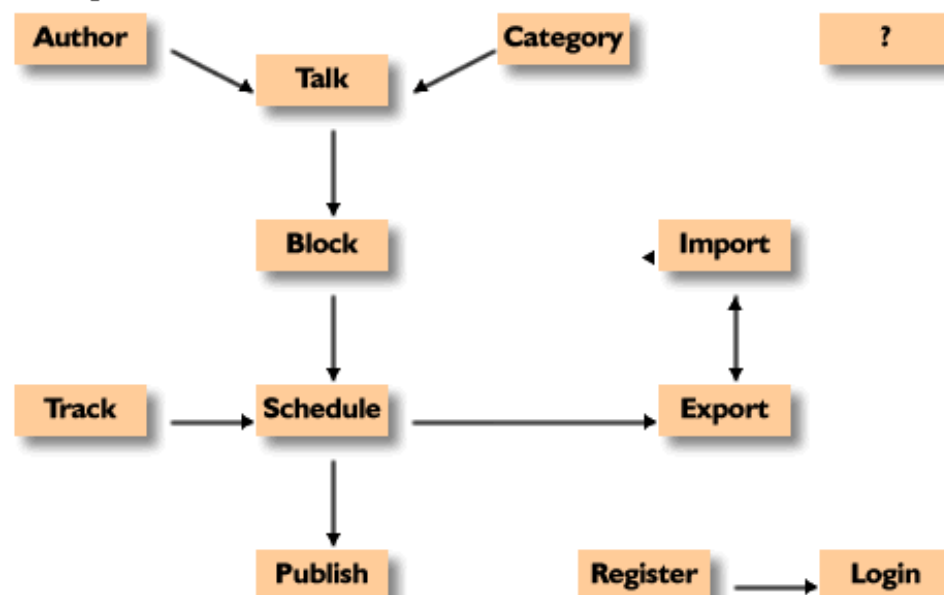 Author
Category
?
Talk
Block
Import
Track
Schedule
Export
Publish
Register
Login